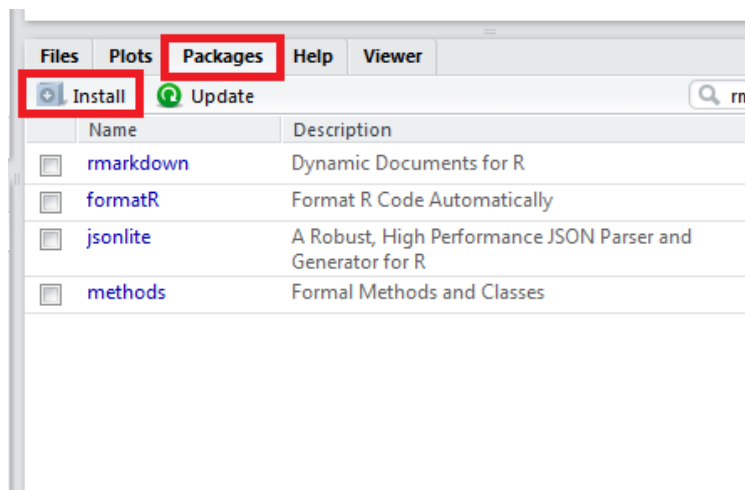 Files Plots Packages Help Viewer
Install Update rm
Name Description
rmarkdown Dynamic Documents for R
formatR Format R Code Automatically
jsonlite A Robust, High Performance JSON Parser and
Generator for R
methods Formal Methods and Classes